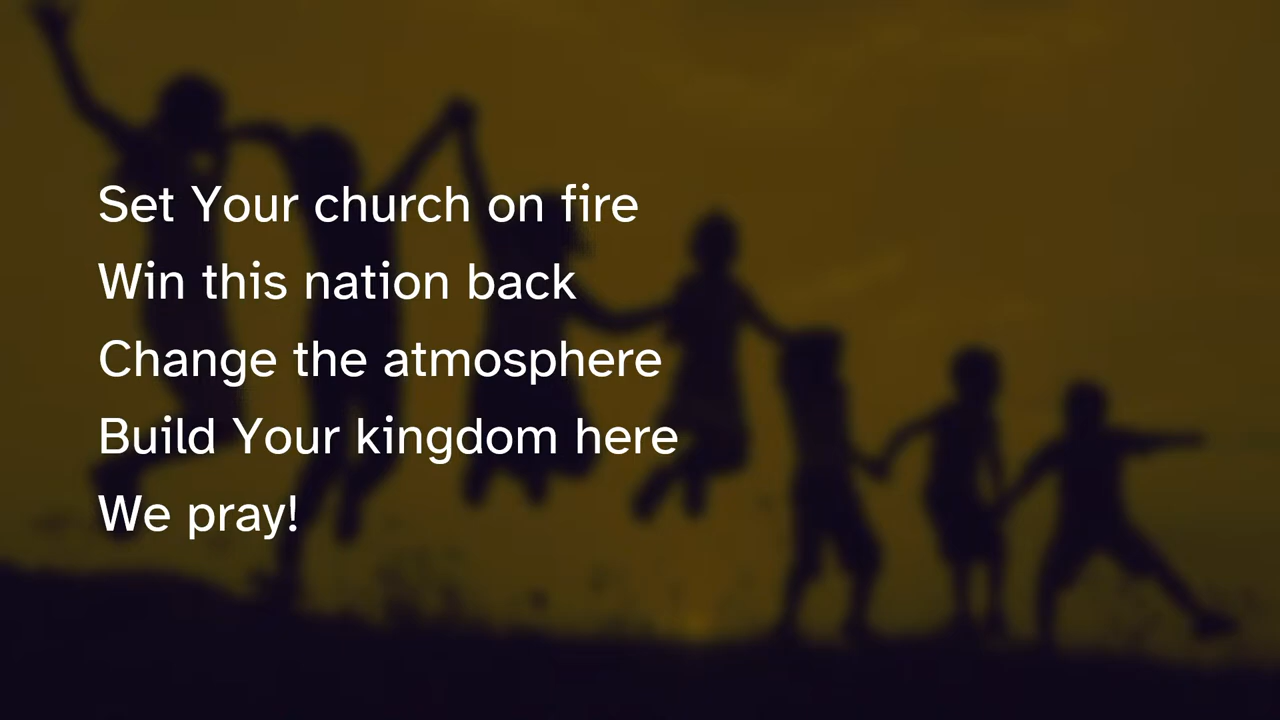 Set Your church on fire
Win this nation back
Change the atmosphere
Build Your kingdom here
We pray!